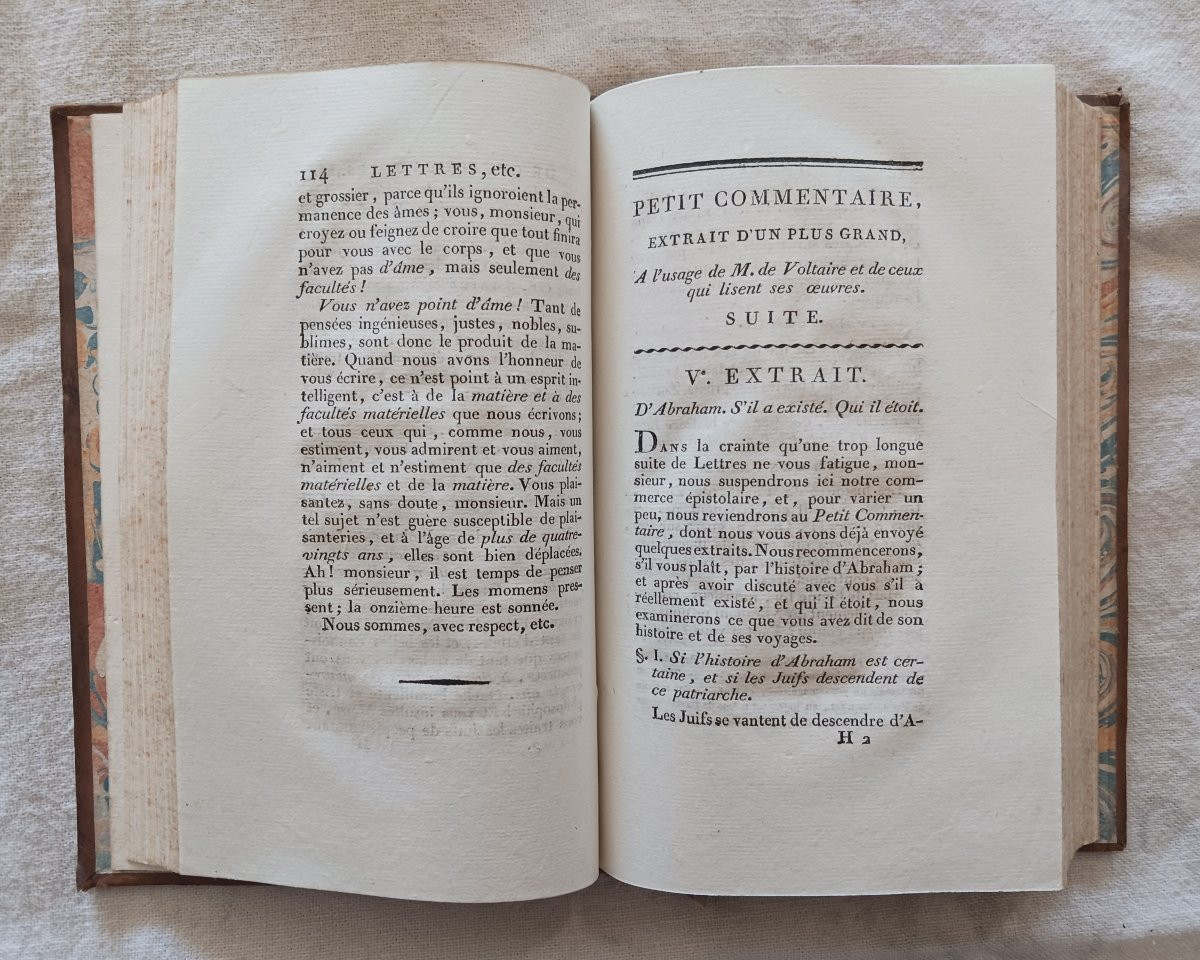 114 LETTRES, etc.
et grossier, parce qu'ils ignoroient la per-
manence des âmes; vous, monsieur, qui
croyez ou feignez de croire que tout finira
pour vous avec le corps, et que vous
n'avez pas d'âme, mais seulement des
facultés!
Vous n'avez point d'âme! Tant de
pensées ingénieuses, justes, nobles, su-
blimes, sont donc le produit de la ma-
tière. Quand nous avons l'honneur de
vous écrire, ce n'est point à un esprit in-
telligent, c'est à de la matière et à des
facultés matérielles que nous écrivons;
et tous ceux qui, comme nous, vous
estiment, vous admirent et vous aiment,
n'aiment et n'estiment que des facultés
matérielles et de la matière. Vous plai-
santez, sans doute, monsieur. Mais un
tel sujet n'est guère susceptible de plai-
santeries, et à l'âge de plus de quatre-
vingts ans, elles sont bien déplacées.
Ah! monsieur, il est temps de penser
plus sérieusement. Les momens pres-
sent; la onzième heure est sonnée.
Nous sommes, avec respect, etc.
PETIT COMMENTAIRE,
EXTRAIT D'UN PLUS GRAND,
A l'usage de M. de Voltaire et de ceux
qui lisent ses œuvres.
SUITE.
Ve. EXTRAIT.
D'Abraham. S'il a existé. Qui il étoit.
DANS la crainte qu'une trop longue
suite de Lettres ne vous fatigue, mon-
sieur, nous suspendrons ici notre com-
merce épistolaire, et, pour varier un
peu, nous reviendrons au Petit Commen-
taire, dont nous vous avons déjà envoyé
quelques extraits. Nous recommencerons,
s'il vous plaît, par l'histoire d'Abraham;
et après avoir discuté avec vous s'il a
réellement existé, et qui il étoit, nous
examinerons ce que vous avez dit de son
histoire et de ses voyages.
§. I. Si l'histoire d'Abraham est cer-
taine, et si les Juifs descendent de
ce patriarche.
Les Juifs se vantent de descendre d'A-
H 2